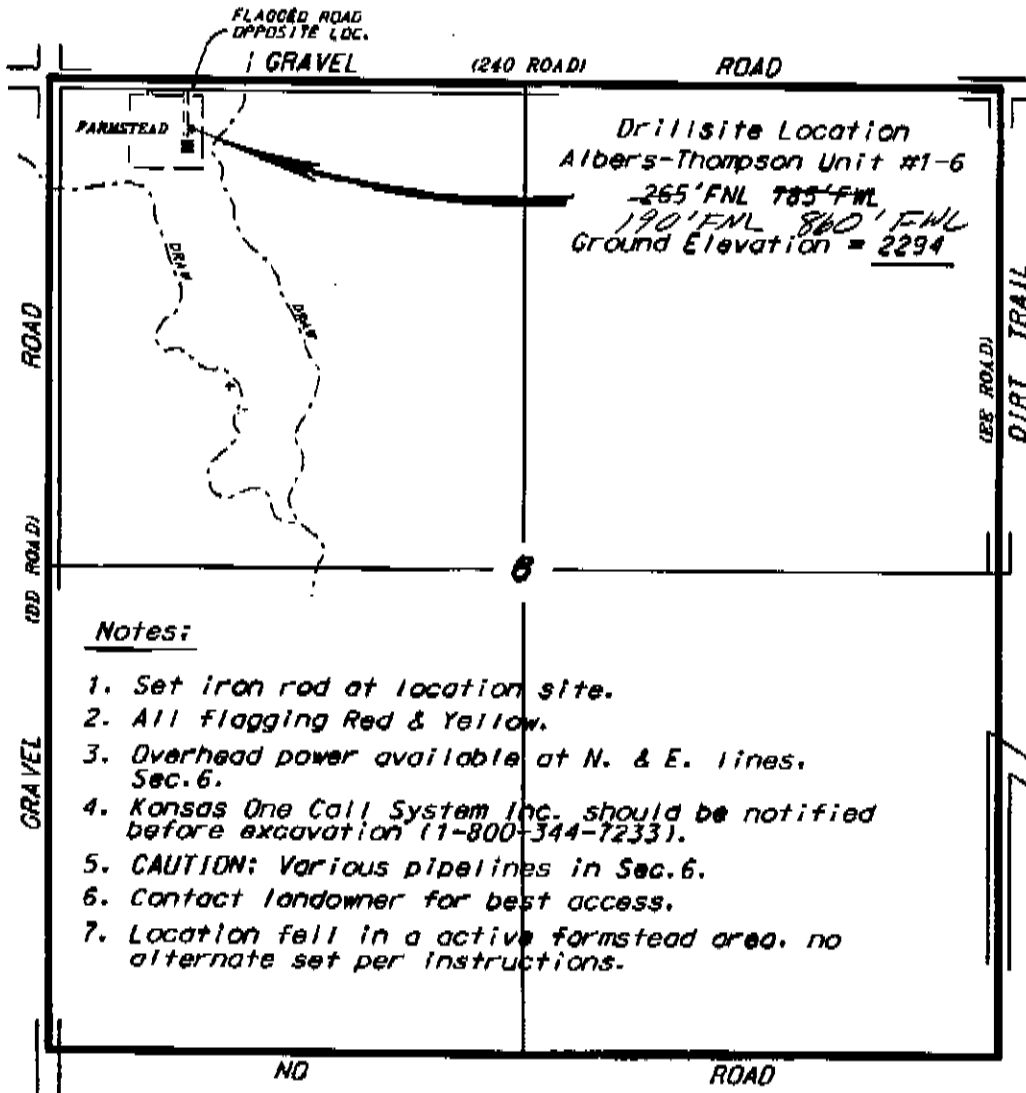 FLAGGED ROAD
OPPOSITE LOC.
GRAVEL (240 ROAD) ROAD
FARMSTEAD
Drillsite Location
Albers-Thompson Unit #1-6
265'FNL 785'FWL
190'FNL 860'FWL
Ground Elevation = 2294
DRAW
DRAW
ROAD
(DD ROAD)
GRAVEL
(EE ROAD)
DIRT TRAIL
6
Notes:
1. Set iron rod at location site.
2. All flagging Red & Yellow.
3. Overhead power available at N. & E. lines.
Sec.6.
4. Kansas One Call System Inc. should be notified
before excavation (1-800-344-7233).
5. CAUTION: Various pipelines in Sec.6.
6. Contact landowner for best access.
7. Location fell in a active farmstead area. no
alternate set per instructions.
NO ROAD